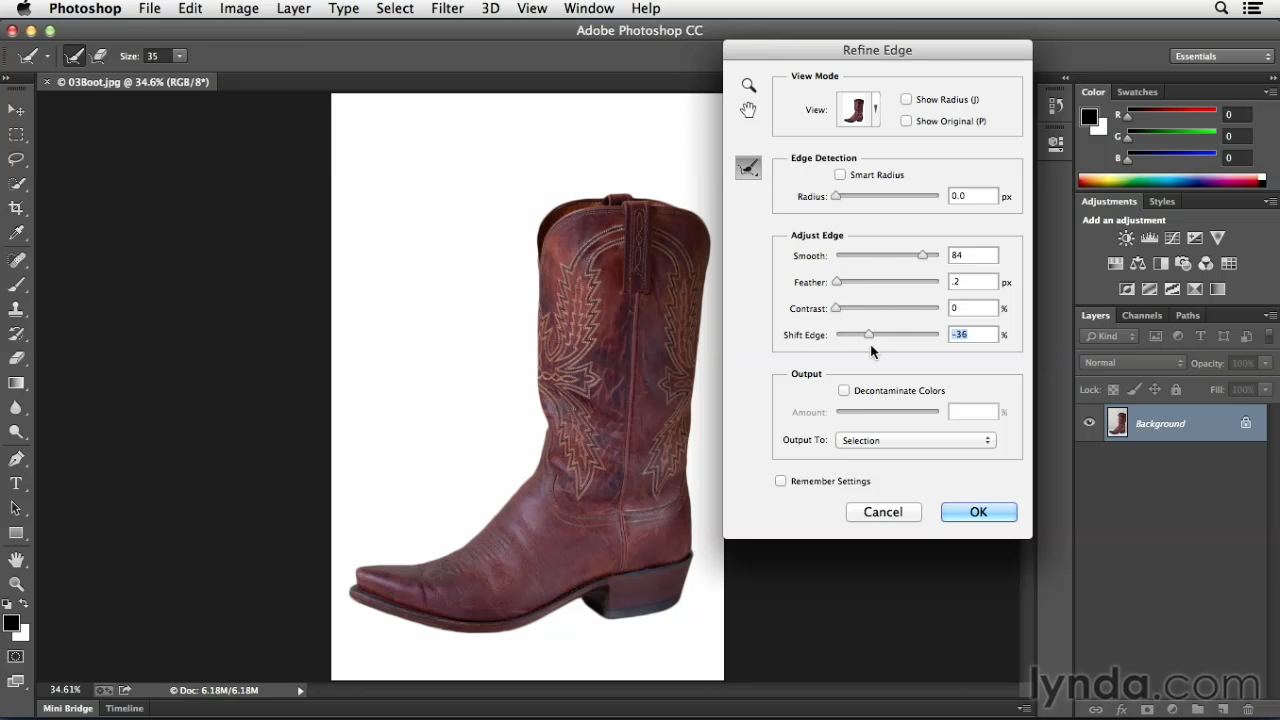 Photoshop File Edit Image Layer Type Select Filter 3D View Window Help
Adobe Photoshop CC
Size: 35
Essentials
× © 03Boot.jpg @ 34.6% (RGB/8*)
Refine Edge
View Mode
View:
Show Radius (J)
Show Original (P)
Edge Detection
Smart Radius
Radius: 0.0 px
Adjust Edge
Smooth: 84
Feather: .2 px
Contrast: 0 %
Shift Edge: -36 %
Output
Decontaminate Colors
Amount: %
Output To: Selection
Remember Settings
Cancel OK
Color Swatches
R 0
G 0
B 0
Adjustments Styles
Add an adjustment
Layers Channels Paths
Kind
Normal Opacity: 100%
Lock: Fill: 100%
Background
34.61% © Doc: 6.18M/6.18M
Mini Bridge Timeline
lynda.com